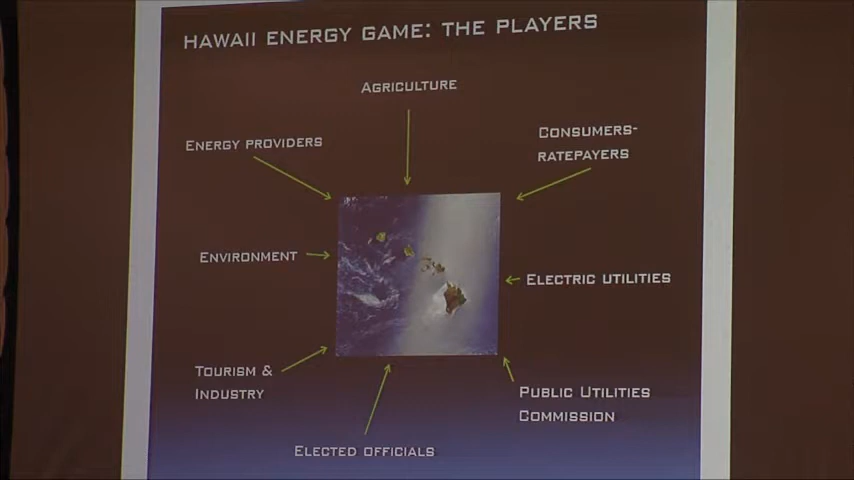 Hawaii Energy Game: The Players
Agriculture
Energy providers
Consumers-
ratepayers
Environment
Electric utilities
Tourism &
Industry
Public Utilities
Commission
Elected officials